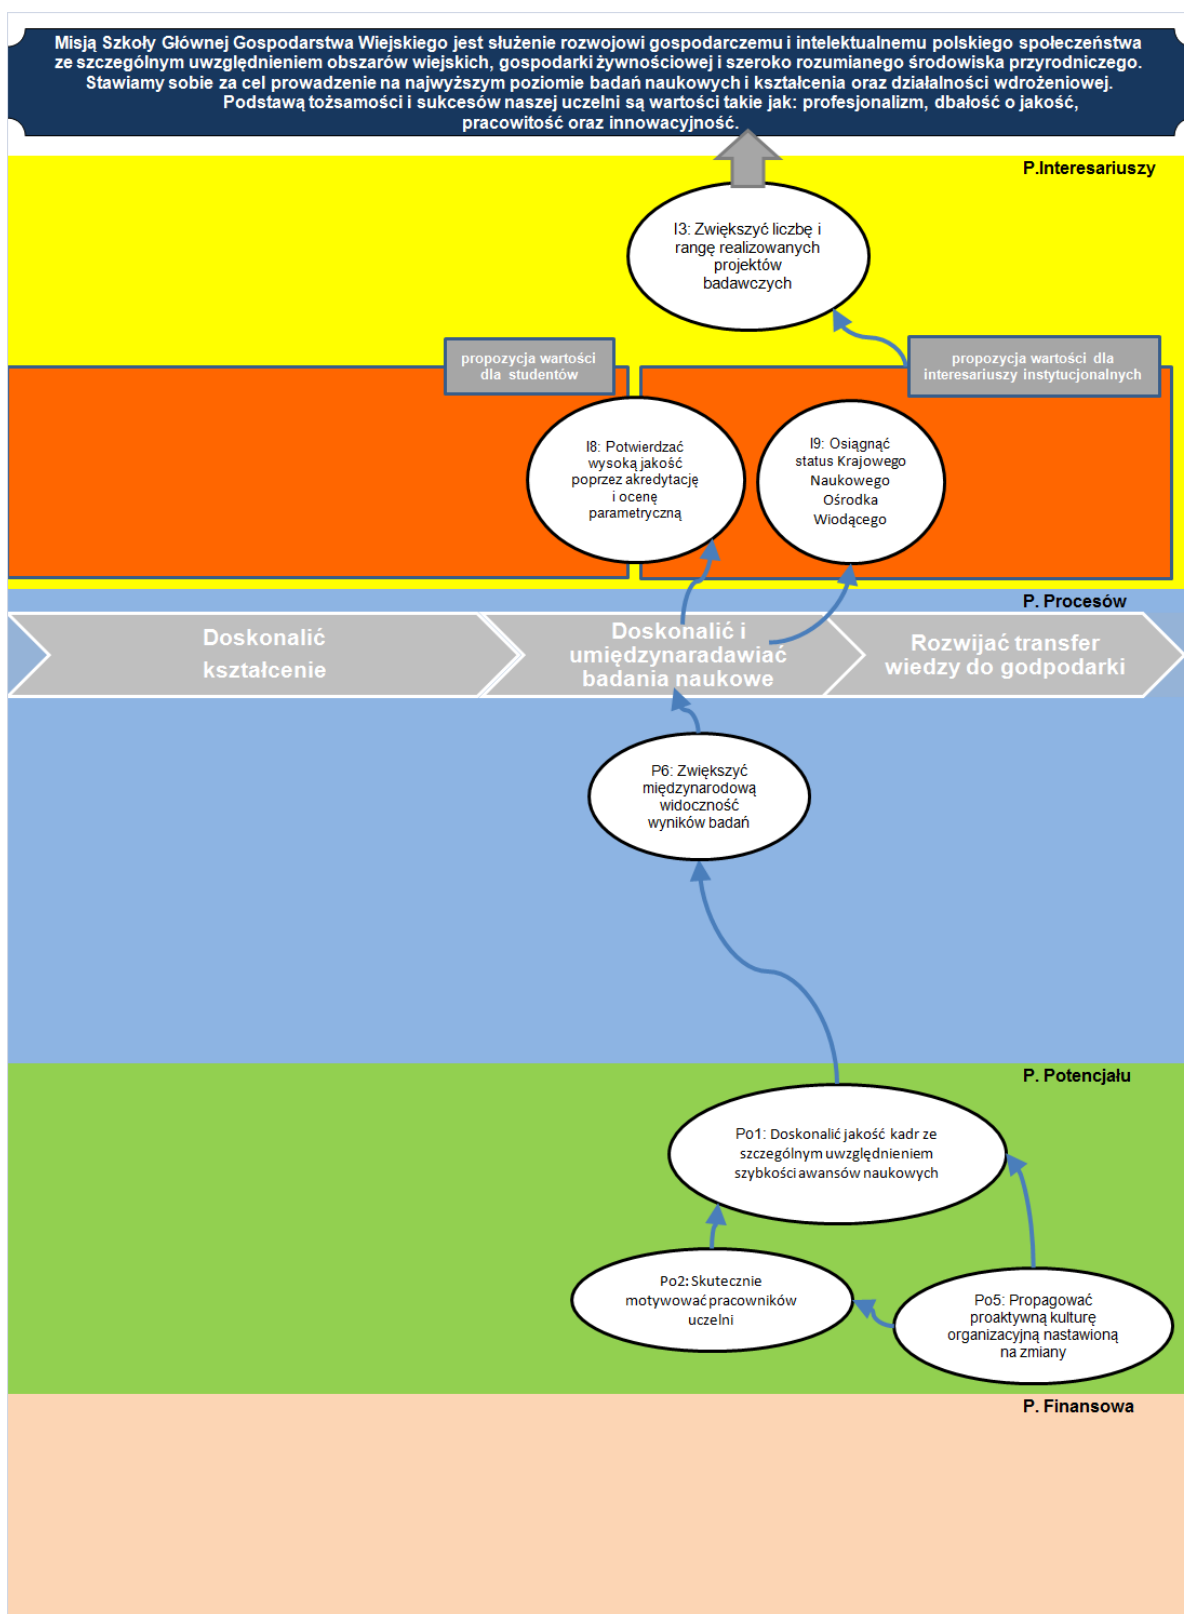 Misją Szkoły Głównej Gospodarstwa Wiejskiego jest służenie rozwojowi gospodarczemu i intelektualnemu polskiego społeczeństwa
ze szczególnym uwzględnieniem obszarów wiejskich, gospodarki żywnościowej i szeroko rozumianego środowiska przyrodniczego.
Stawiamy sobie za cel prowadzenie na najwyższym poziomie badań naukowych i kształcenia oraz działalności wdrożeniowej.
Podstawą tożsamości i sukcesów naszej uczelni są wartości takie jak: profesjonalizm, dbałość o jakość,
pracowitość oraz innowacyjność.
P.Interesariuszy
I3: Zwiększyć liczbę i
rangę realizowanych
projektów
badawczych
propozycja wartości
dla studentów
propozycja wartości dla
interesariuszy instytucjonalnych
I8: Potwierdzać
wysoką jakość
poprzez akredytację
i ocenę
parametryczną
I9: Osiągnąć
status Krajowego
Naukowego
Ośrodka
Wiodącego
P. Procesów
Doskonalić
kształcenie
Doskonalić i
umiędzynaradawiać
badania naukowe
Rozwijać transfer
wiedzy do godpodarki
P6: Zwiększyć
międzynarodową
widoczność
wyników badań
P. Potencjału
Po1: Doskonalić jakość kadr ze
szczególnym uwzględnieniem
szybkości awansów naukowych
Po2: Skutecznie
motywować pracowników
uczelni
Po5: Propagować
proaktywną kulturę
organizacyjną nastawioną
na zmiany
P. Finansowa